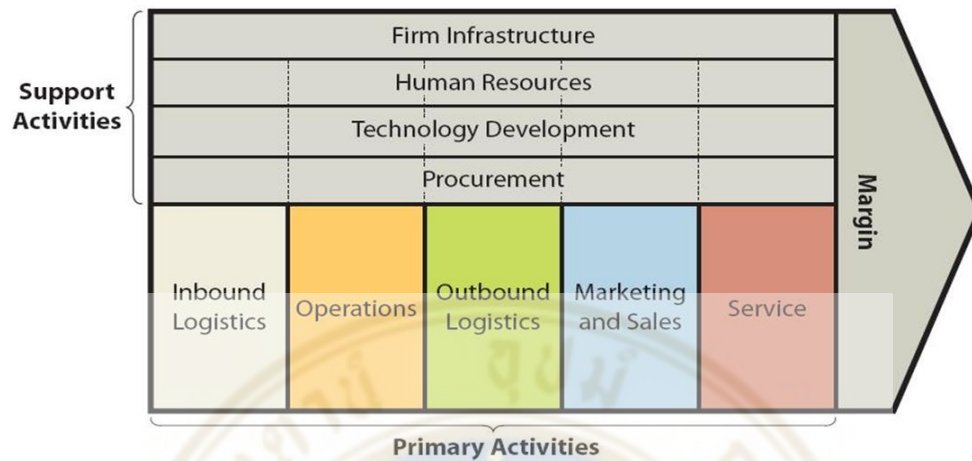 Firm Infrastructure
Human Resources
Support
Activities
Technology Development
Procurement
Margin
Inbound
Logistics
Operations
Outbound
Logistics
Marketing
and Sales
Service
Primary Activities